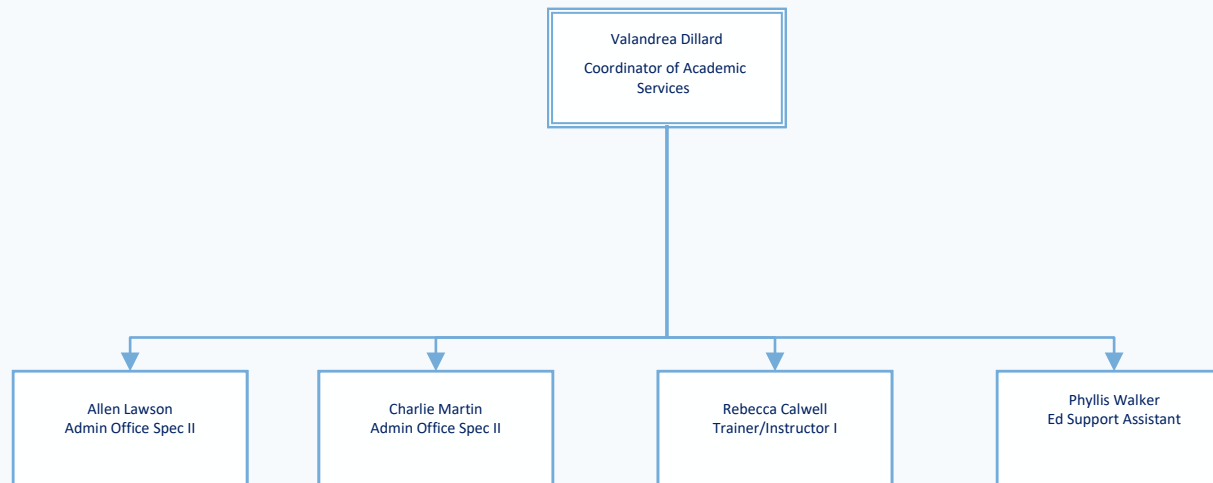 Valandrea Dillard
Coordinator of Academic
Services
Allen Lawson
Admin Office Spec II
Charlie Martin
Admin Office Spec II
Rebecca Calwell
Trainer/Instructor I
Phyllis Walker
Ed Support Assistant